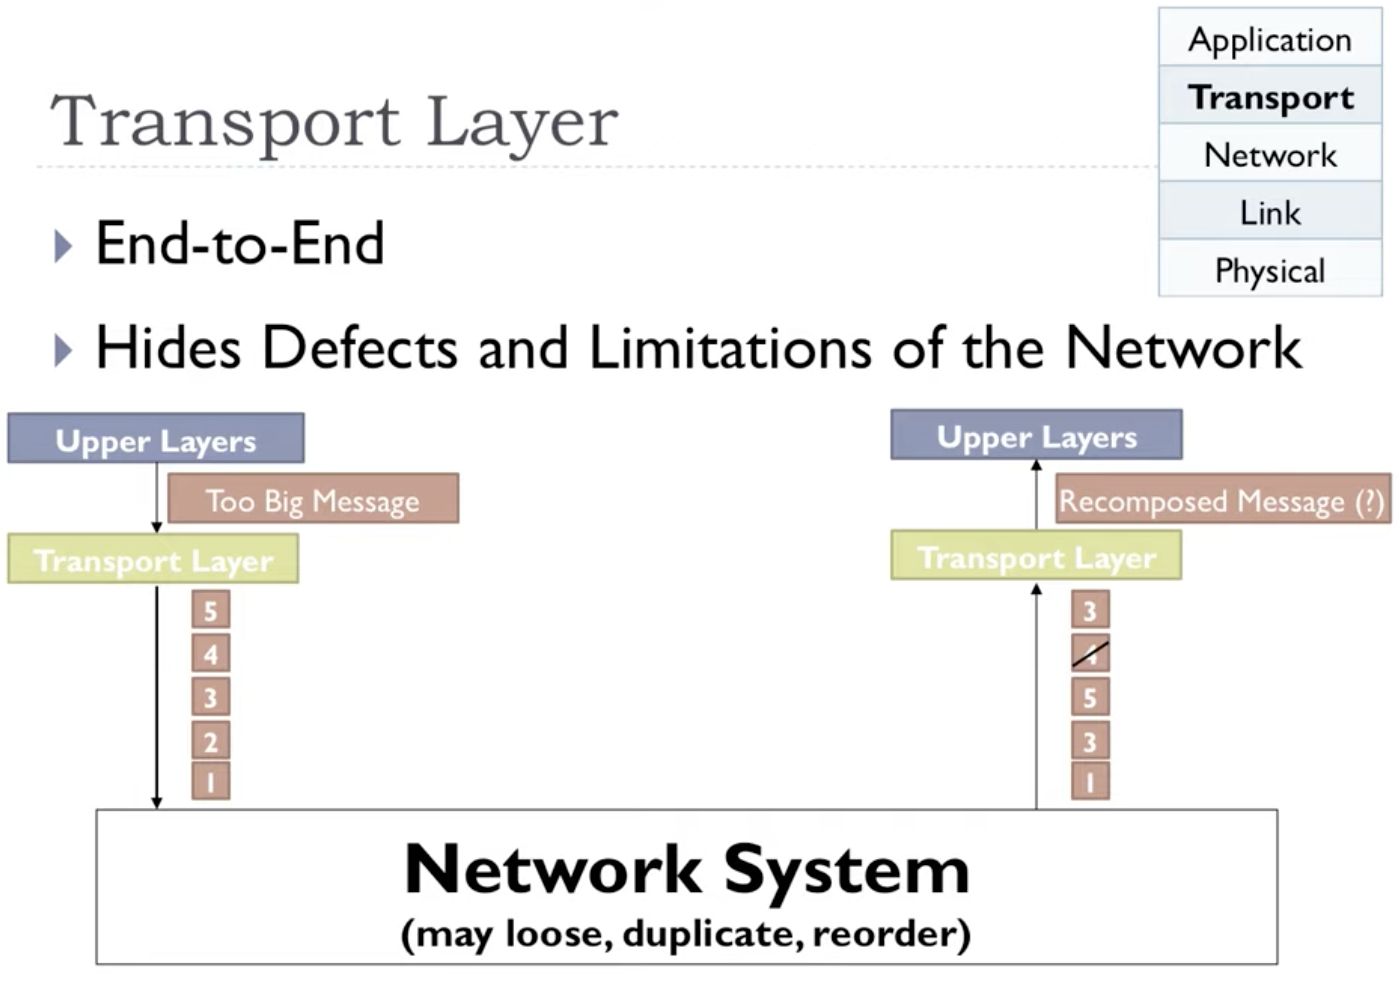 Application
Transport
Network
Link
Physical
Transport Layer
End-to-End
Hides Defects and Limitations of the Network
Upper Layers
Too Big Message
Transport Layer
5
4
3
2
1
Upper Layers
Recomposed Message (?)
Transport Layer
3
4
5
3
1
Network System
(may loose, duplicate, reorder)